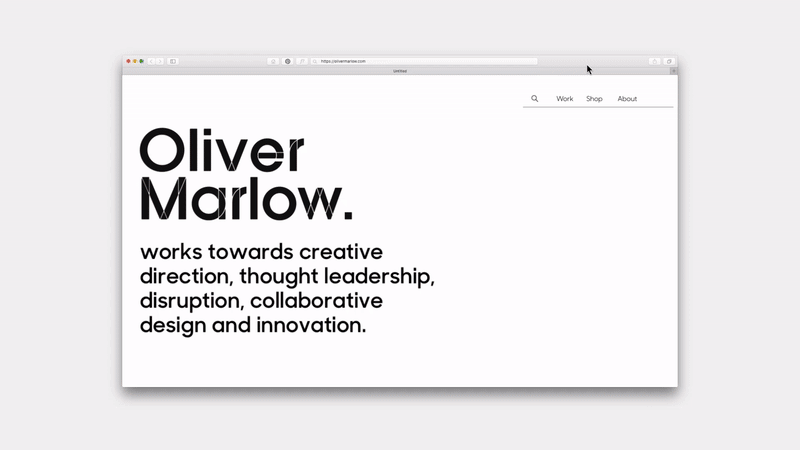 https://olivermarlow.com
Untitled
Work Shop About
Oliver
Marlow.
works towards creative
direction, thought leadership,
disruption, collaborative
design and innovation.